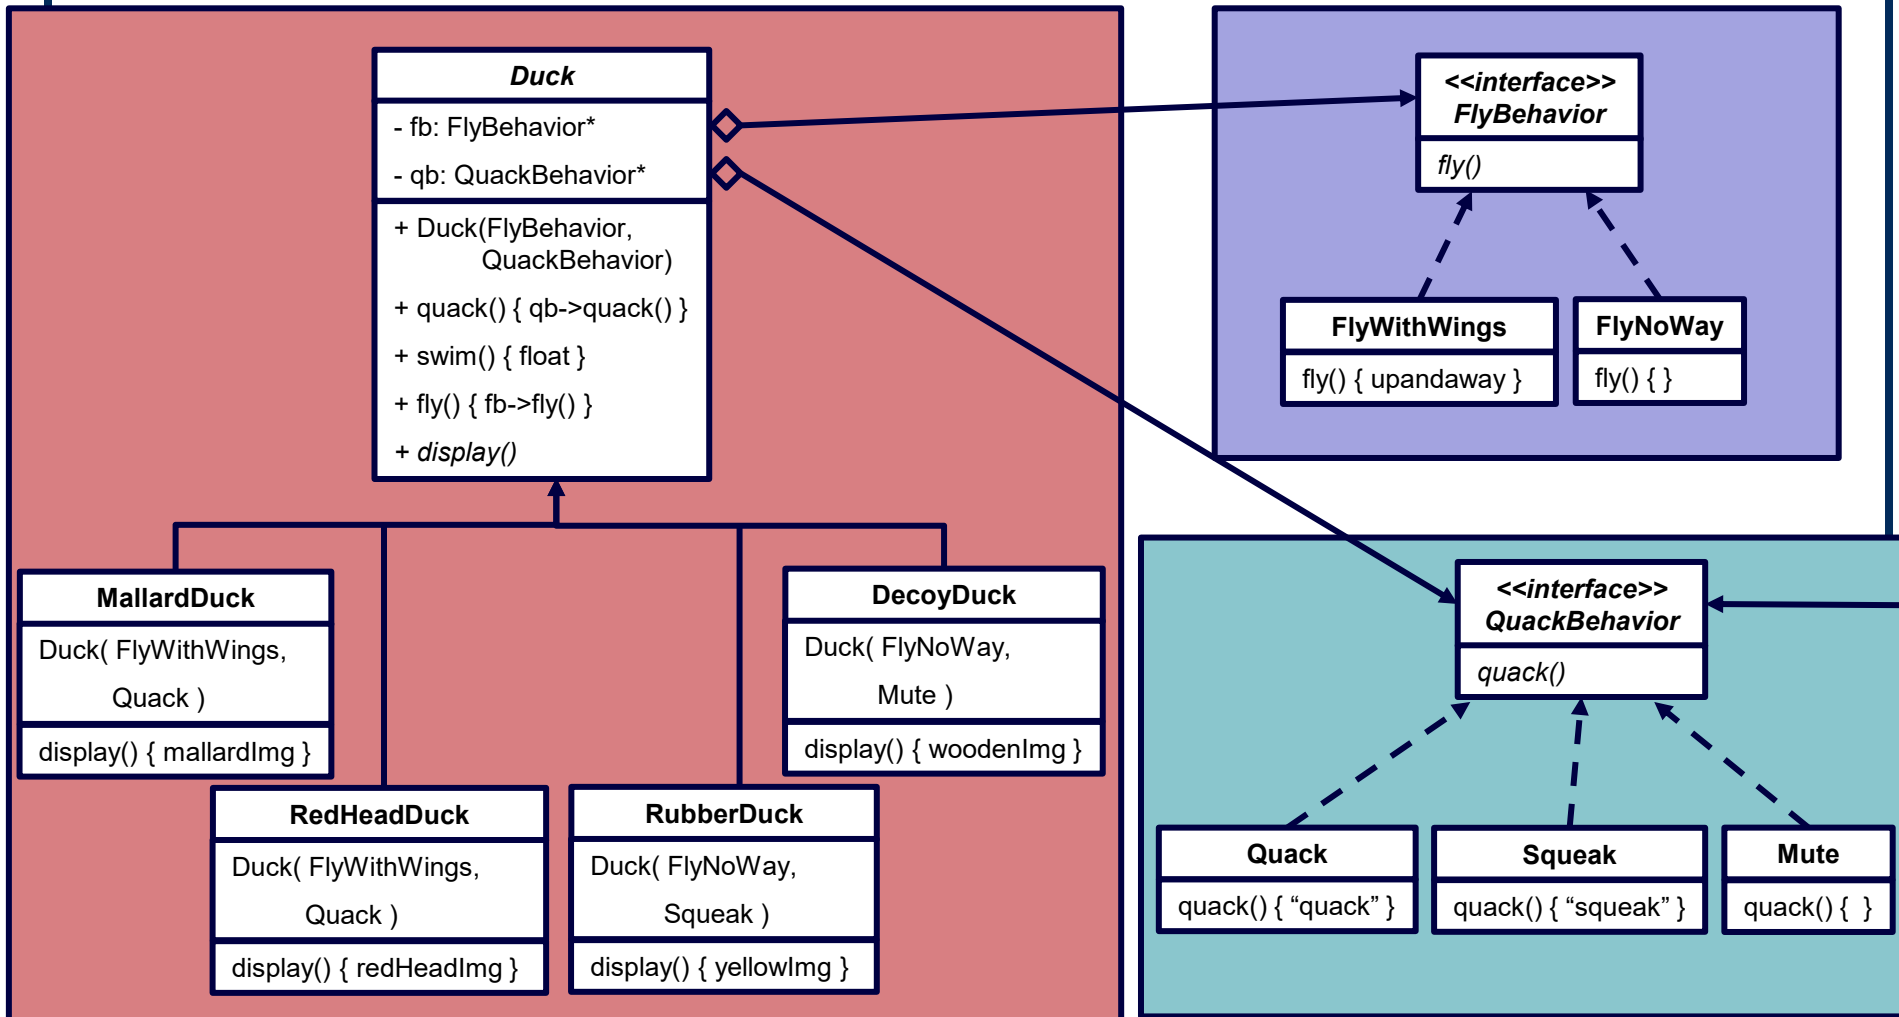 Duck
- fb: FlyBehavior*
- qb: QuackBehavior*
+ Duck(FlyBehavior,
QuackBehavior)
+ quack() { qb->quack() }
+ swim() { float }
+ fly() { fb->fly() }
+ display()
MallardDuck
Duck( FlyWithWings,
Quack )
display() { mallardImg }
RedHeadDuck
Duck( FlyWithWings,
Quack )
display() { redHeadImg }
RubberDuck
Duck( FlyNoWay,
Squeak )
display() { yellowImg }
DecoyDuck
Duck( FlyNoWay,
Mute )
display() { woodenImg }
<<interface>>
FlyBehavior
fly()
FlyWithWings
fly() { upandaway }
FlyNoWay
fly() { }
<<interface>>
QuackBehavior
quack()
Quack
quack() { “quack” }
Squeak
quack() { “squeak” }
Mute
quack() {  }